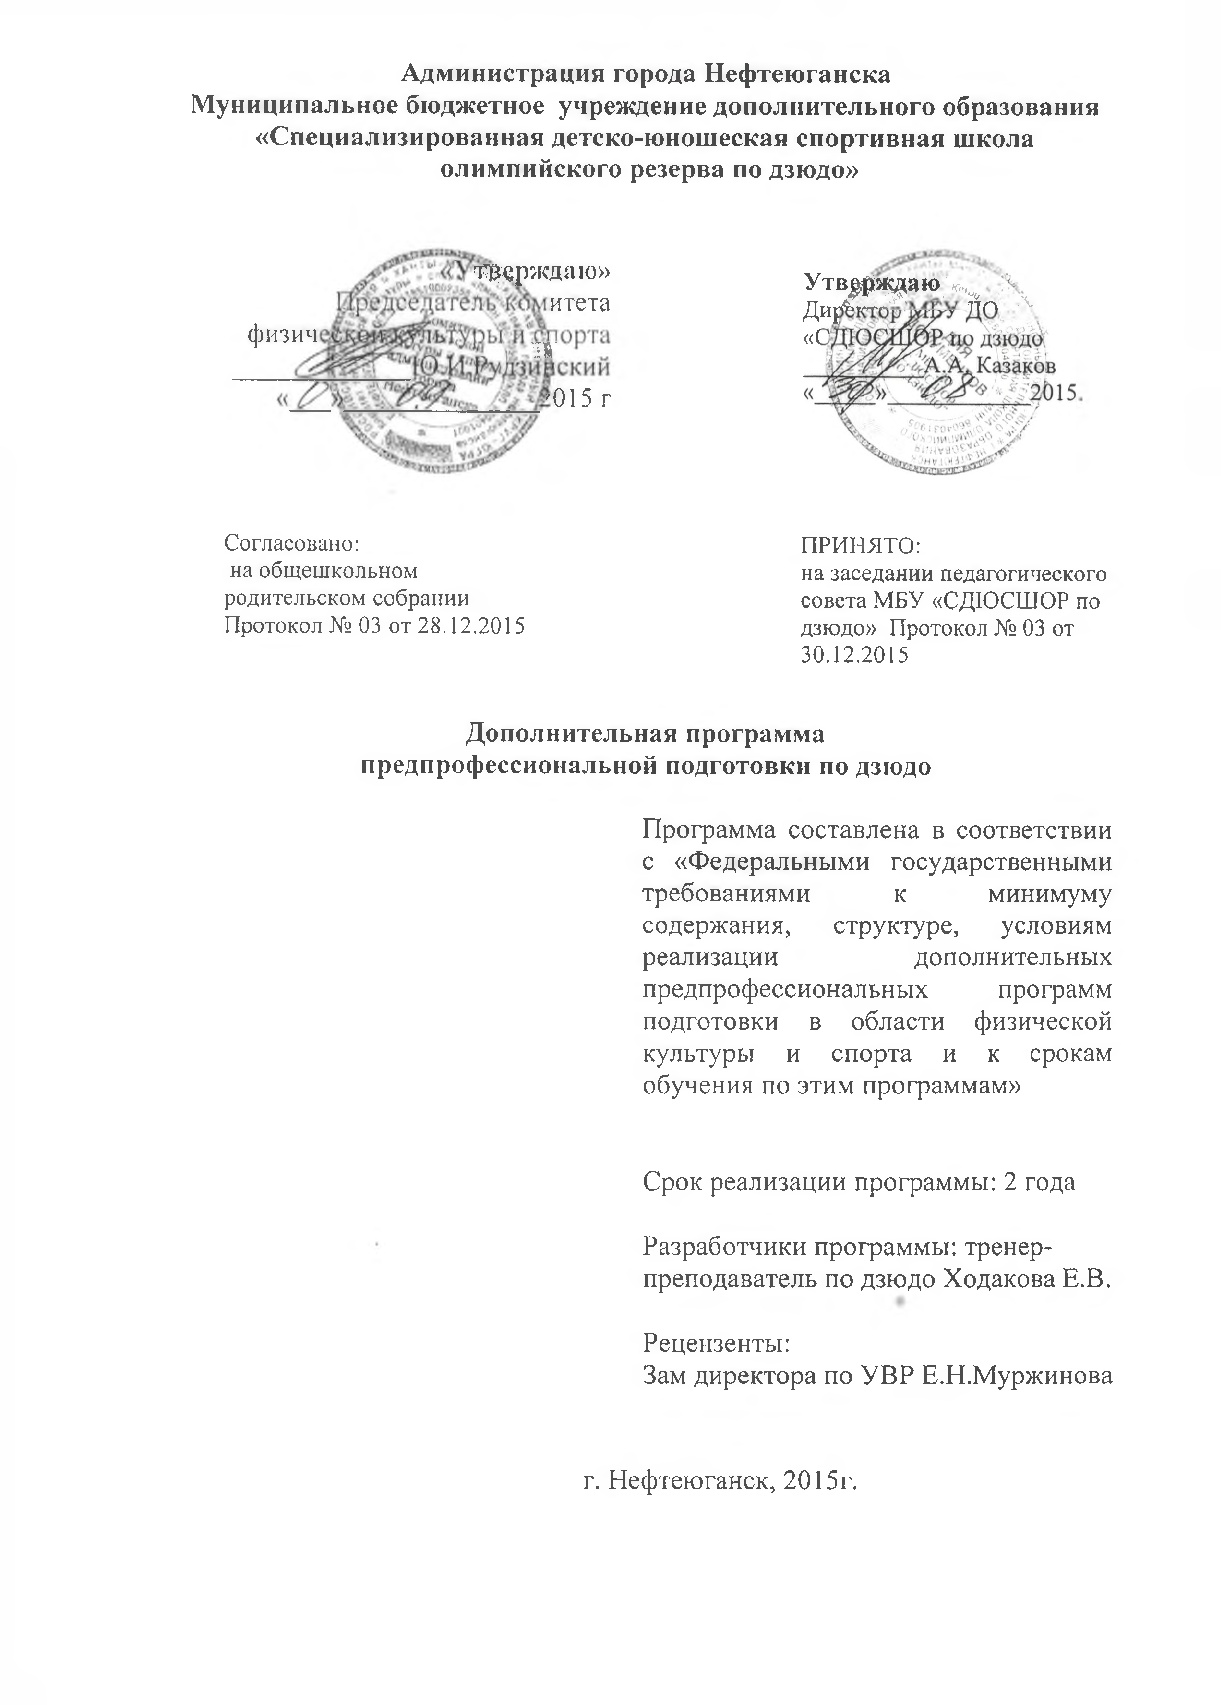 Администрация города Нефтеюганска
Муниципальное бюджетное учреждение дополнительного образования
«Специализированная детско-юношеская спортивная школа
олимпийского резерва по дзюдо»
«Утверждаю»
Председатель комитета
физической культуры и спорта
Ю.И.Рудзинский
2015 г
Утверждаю
Директор МБУ ДО
«СДЮСШОР по дзюдо
А.А. Казаков
2015.
Согласовано:
на общешкольном
родительском собрании
Протокол № 03 от 28.12.2015
ПРИНЯТО:
на заседании педагогического
совета МБУ «СДЮСШОР по
дзюдо» Протокол № 03 от
30.12.2015
Дополнительная программа
предпрофессиональной подготовки по дзюдо
Программа составлена в соответствии
с «Федеральными государственными
требованиями к минимуму
содержания, структуре, условиям
реализации дополнительных
предпрофессиональных программ
подготовки в области физической
культуры и спорта и к срокам
обучения по этим программам»
Срок реализации программы: 2 года
Разработчики программы: тренер-
преподаватель по дзюдо Ходакова Е.В.
Рецензенты:
Зам директора по УВР Е.Н.Муржинова
г. Нефтеюганск, 2015г.